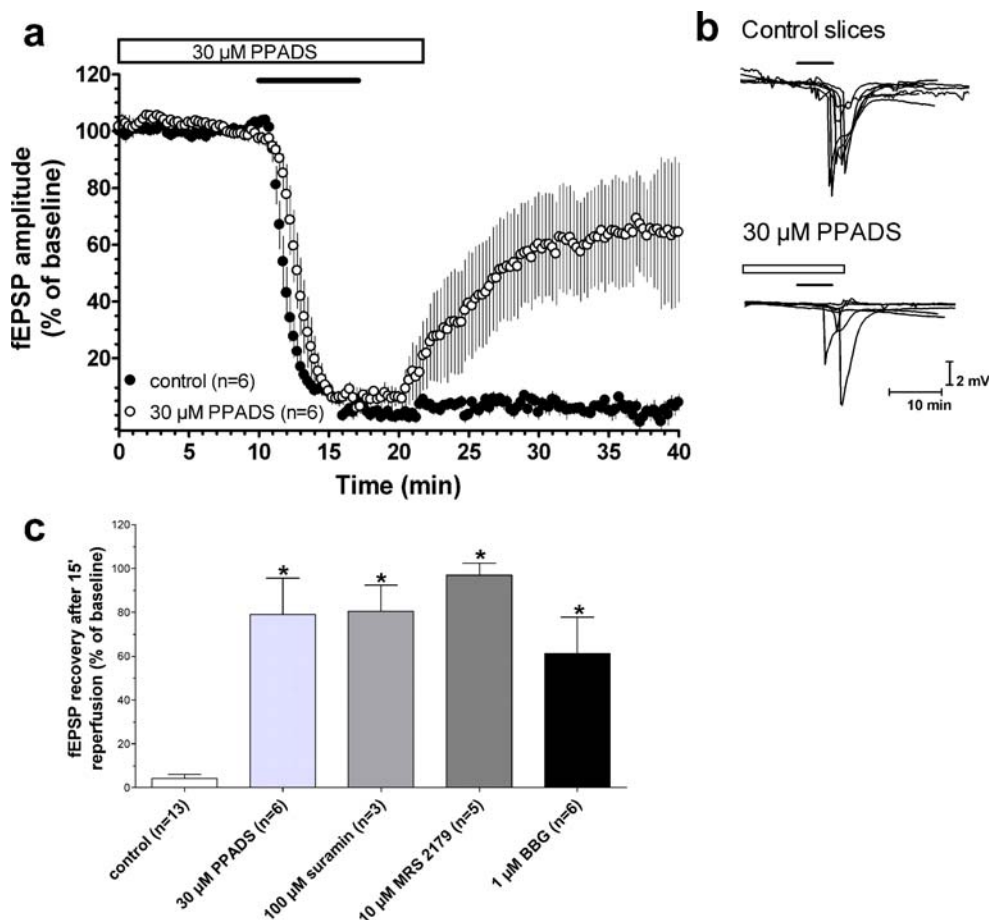 a
30 µM PPADS
fEPSP amplitude
(% of baseline)
120
100
80
60
40
20
control (n=6)
30 µM PPADS (n=6)
0 5 10 15 20 25 30 35 40
Time (min)
b
Control slices
30 µM PPADS
2 mV
10 min
c
fEPSP recovery after 15'
reperfusion (% of baseline)
120
100
80
60
40
20
0
* * * *
control (n=13)
30 µM PPADS (n=6)
100 µM suramin (n=3)
10 µM MRS 2179 (n=5)
1 µM BBG (n=6)